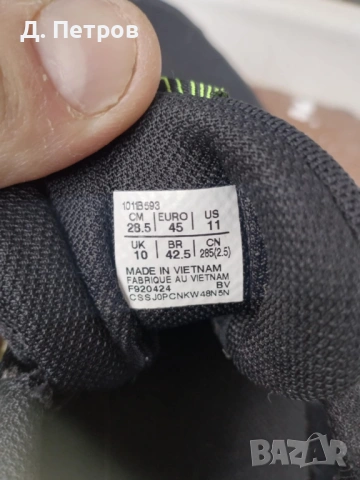 Д. Петров
1011B593
CM EURO US
28.5 45 11
UK BR CN
10 42.5 285(2.5)
MADE IN VIETNAM
FABRIQUE AU VIETNAM
F920424 BV
CSSJ0PCNKW48N5N
BAZAR